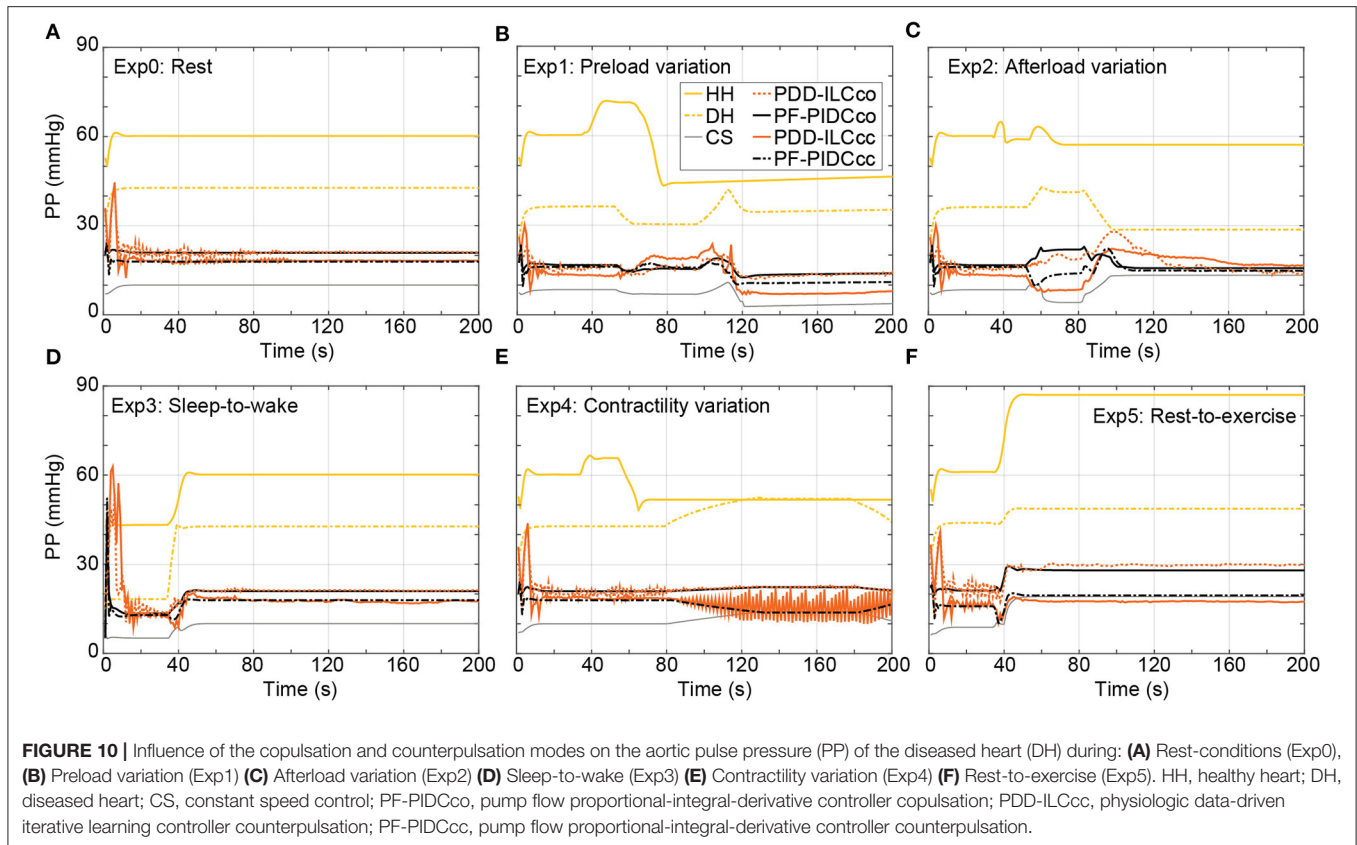 A
B
C
90
60
30
0
PP (mmHg)
Exp0: Rest
0 40 80 120 160 200
Time (s)
Exp1: Preload variation
HH
DH
CS
PDD-ILCco
PF-PIDCco
PDD-ILCcc
PF-PIDCcc
0 40 80 120 160 200
Time (s)
Exp2: Afterload variation
0 40 80 120 160 200
Time (s)
D
E
F
90
60
30
0
PP (mmHg)
Exp3: Sleep-to-wake
0 40 80 120 160 200
Time (s)
Exp4: Contractility variation
0 40 80 120 160 200
Time (s)
Exp5: Rest-to-exercise
0 40 80 120 160 200
Time (s)
FIGURE 10 | Influence of the copulsation and counterpulsation modes on the aortic pulse pressure (PP) of the diseased heart (DH) during: (A) Rest-conditions (Exp0),
(B) Preload variation (Exp1) (C) Afterload variation (Exp2) (D) Sleep-to-wake (Exp3) (E) Contractility variation (Exp4) (F) Rest-to-exercise (Exp5). HH, healthy heart; DH,
diseased heart; CS, constant speed control; PF-PIDCco, pump flow proportional-integral-derivative controller copulsation; PDD-ILCcc, physiologic data-driven
iterative learning controller counterpulsation; PF-PIDCcc, pump flow proportional-integral-derivative controller counterpulsation.